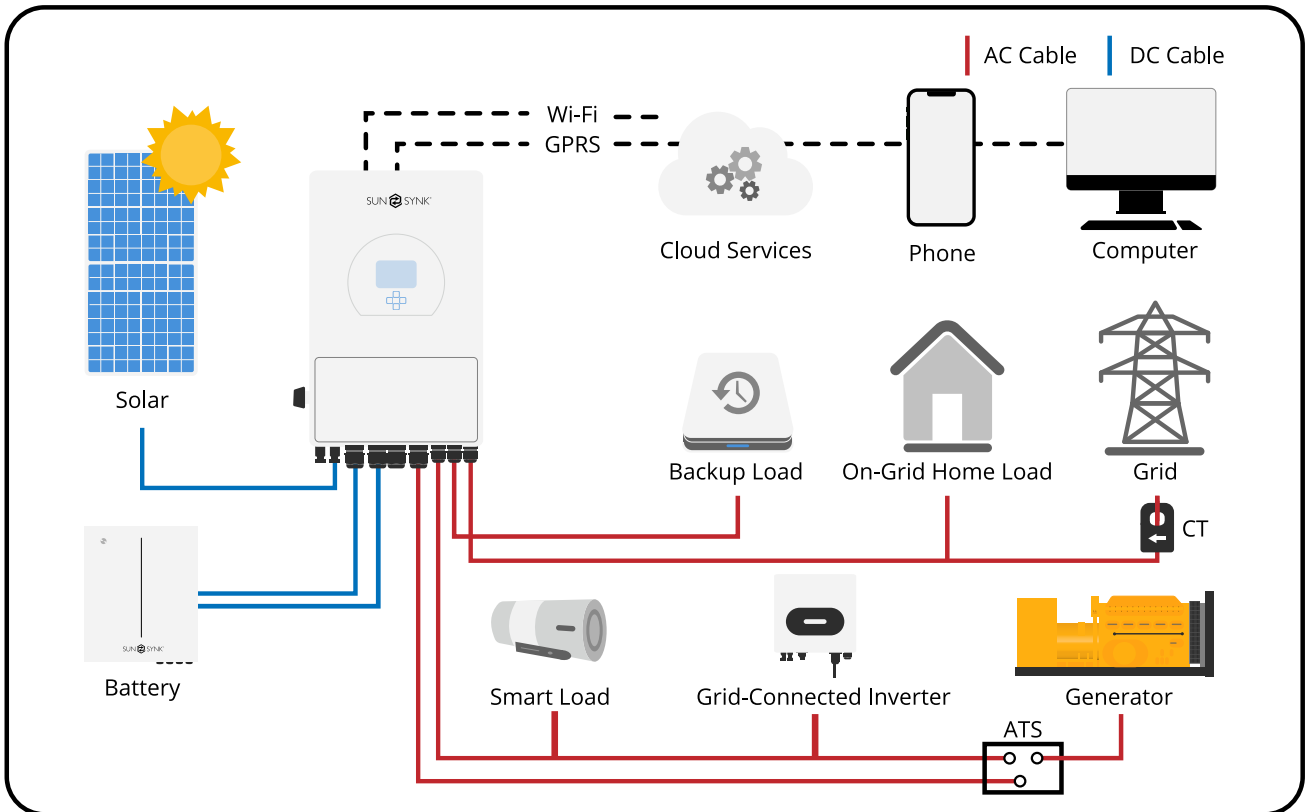 AC Cable
DC Cable
Wi-Fi
GPRS
SUN SYNK
Cloud Services
Phone
Computer
Solar
Backup Load
On-Grid Home Load
Grid
CT
SUN SYNK
Battery
Smart Load
Grid-Connected Inverter
Generator
ATS